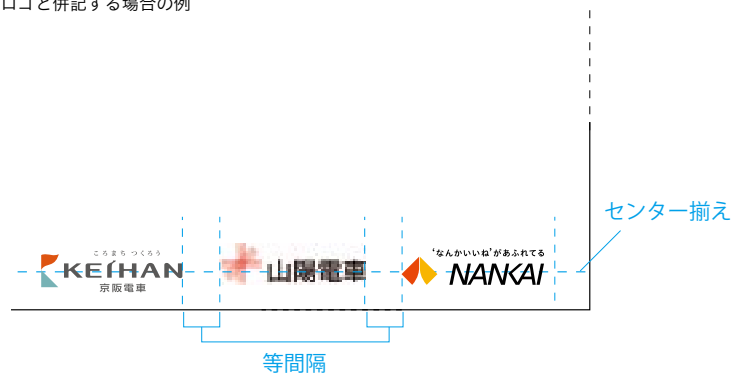 ロゴと併記する場合の例
センター揃え
こころまち つくろう
KEIHAN
京阪電車
山陽電車
‘なんかいいね’があふれてる
NANKAI
等間隔